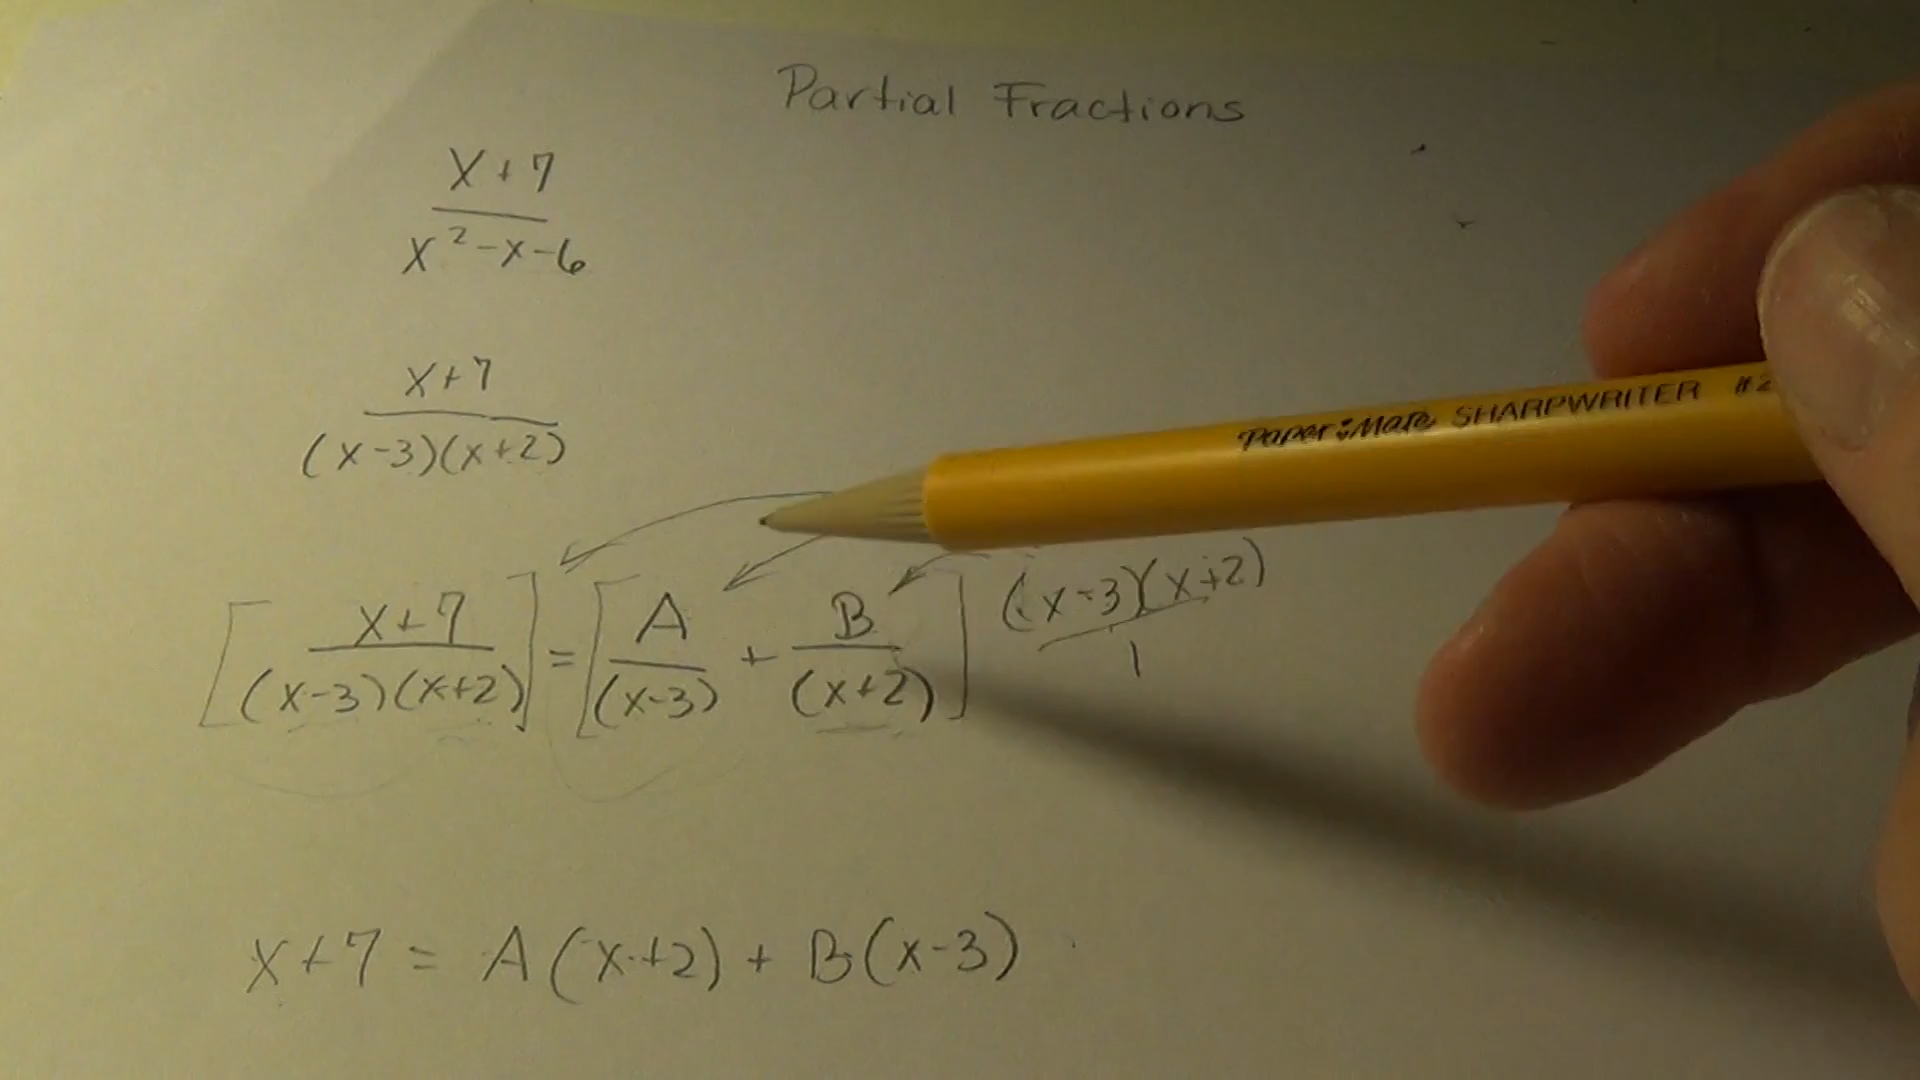 Partial Fractions
x+7
x²-x-6
x+7
(x-3)(x+2)
Paper:Mate SHARPWRITER #2
[x+7/(x-3)(x+2)] = [A/(x-3) + B/(x+2)] (x-3)(x+2)/1
x+7 = A(x+2) + B(x-3)